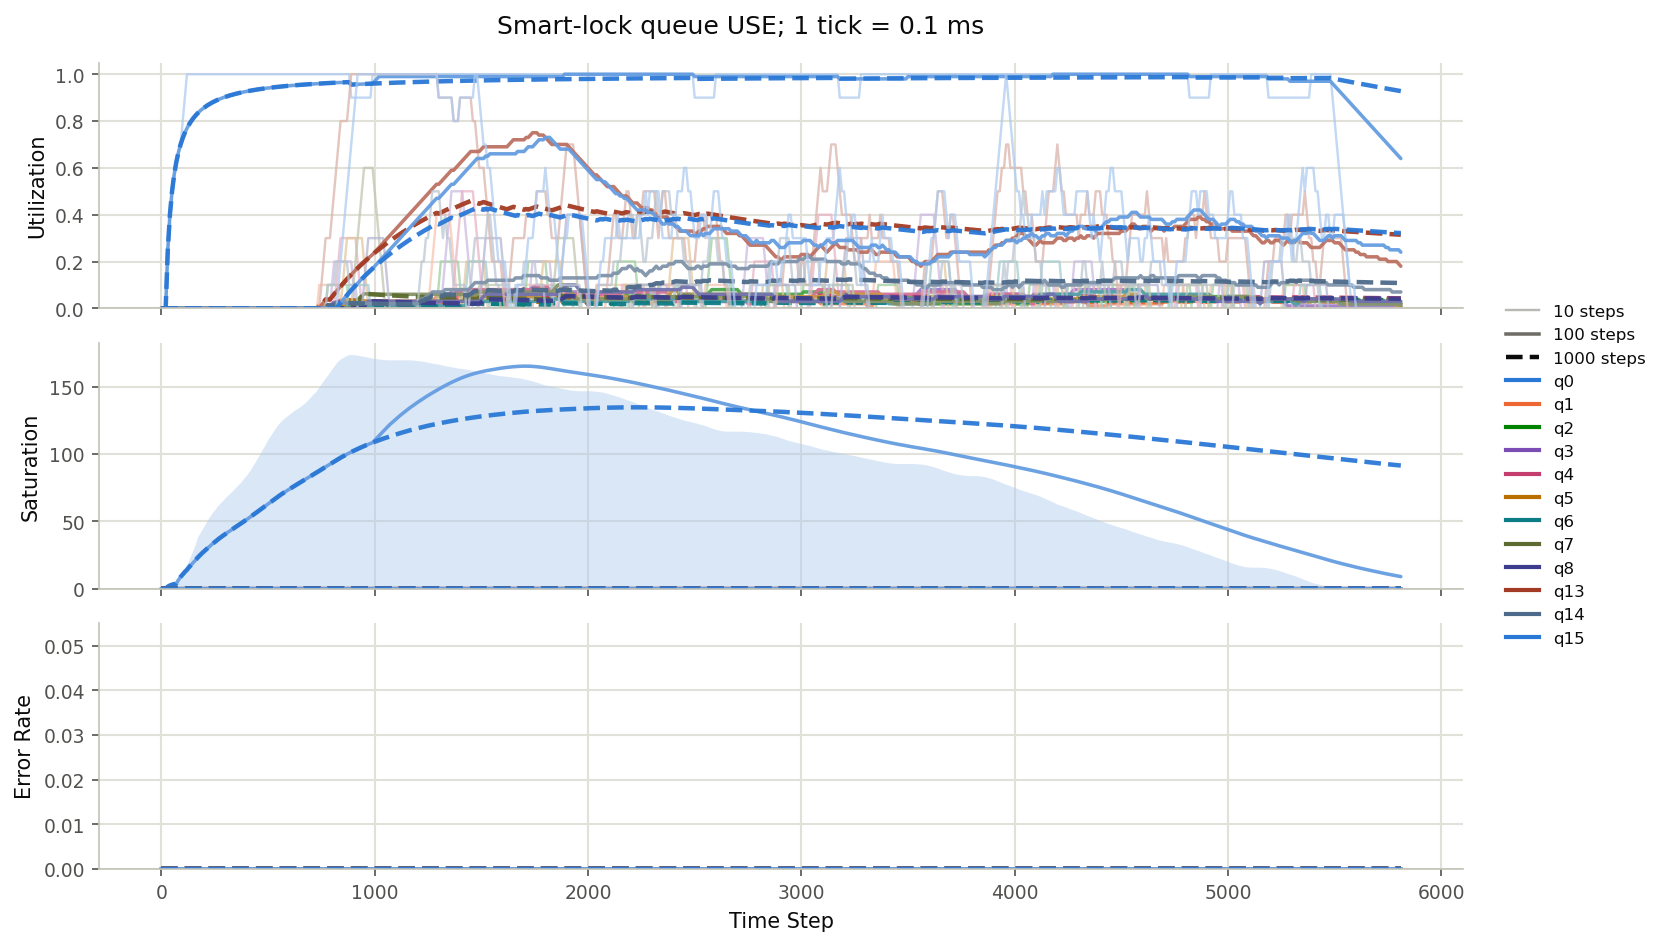 Smart-lock queue USE; 1 tick = 0.1 ms
Utilization
1.0
0.8
0.6
0.4
0.2
0.0
Saturation
150
100
50
0
Error Rate
0.05
0.04
0.03
0.02
0.01
0.00
0 1000 2000 3000 4000 5000 6000
Time Step
10 steps
100 steps
1000 steps
q0
q1
q2
q3
q4
q5
q6
q7
q8
q13
q14
q15